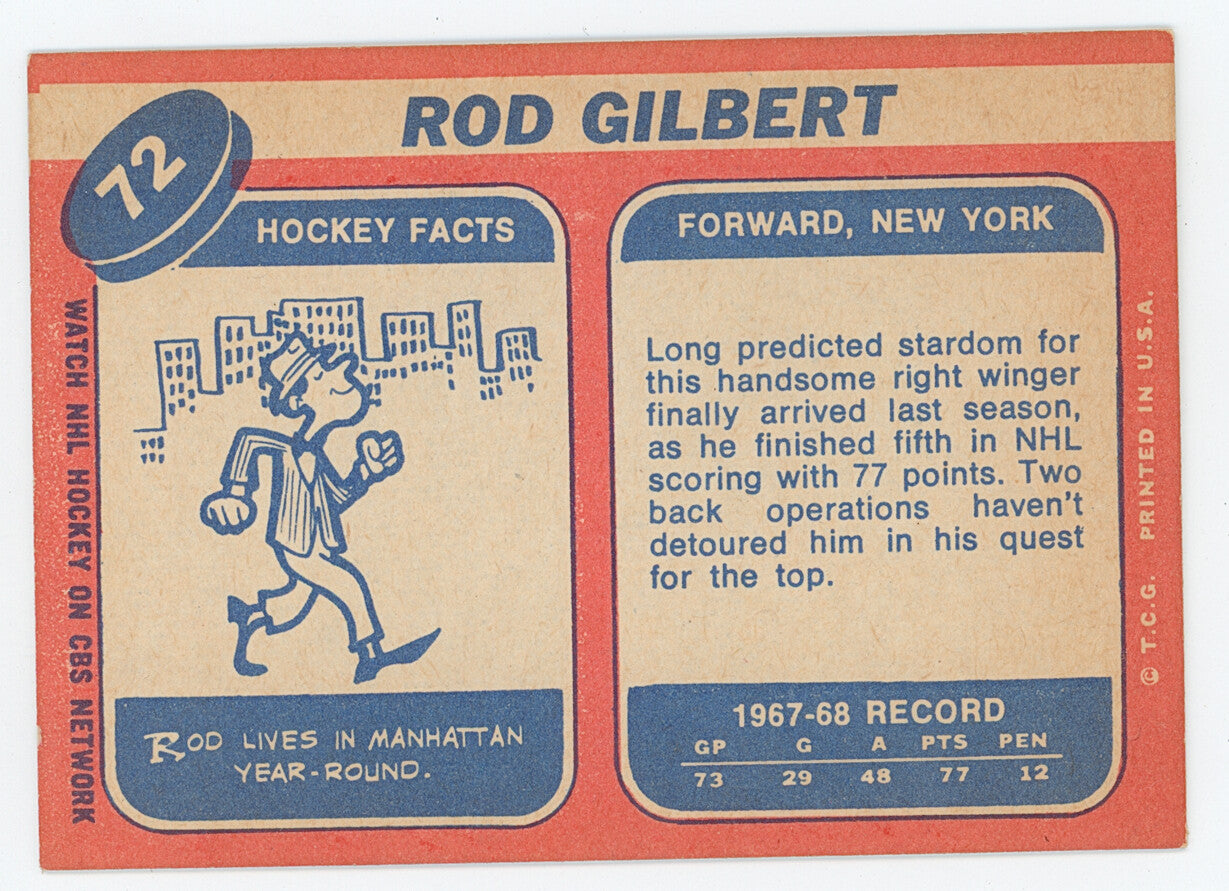 ROD GILBERT
72
HOCKEY FACTS
ROD LIVES IN MANHATTAN
YEAR-ROUND.
FORWARD, NEW YORK
Long predicted stardom for
this handsome right winger
finally arrived last season,
as he finished fifth in NHL
scoring with 77 points. Two
back operations haven't
detoured him in his quest
for the top.
1967-68 RECORD
GP G A PTS PEN
73 29 48 77 12
WATCH NHL HOCKEY ON CBS NETWORK
© T.C.G. PRINTED IN U.S.A.